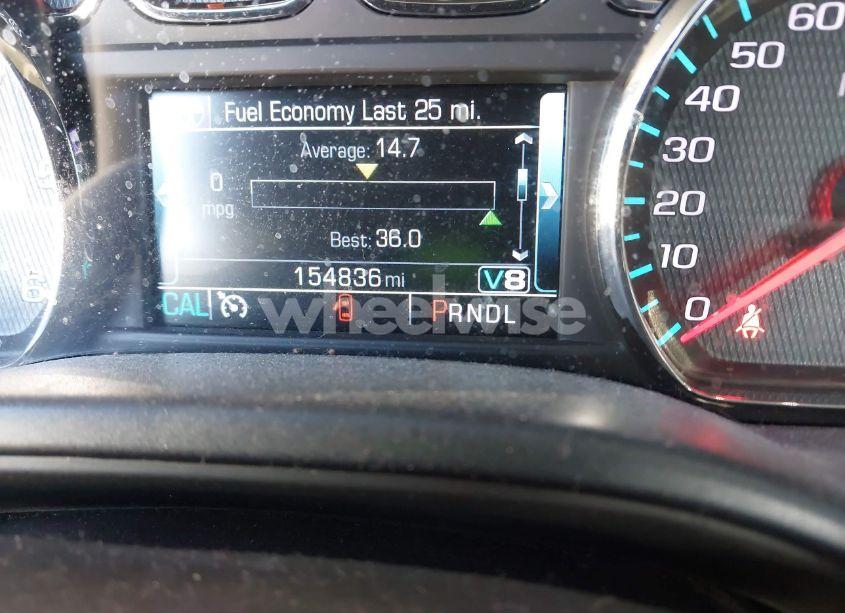 Fuel Economy Last 25 mi.
Average: 14.7
0
mpg
Best: 36.0
154836 mi
V8
CAL
PRNDL
wheelwise
60
50
40
30
20
10
0